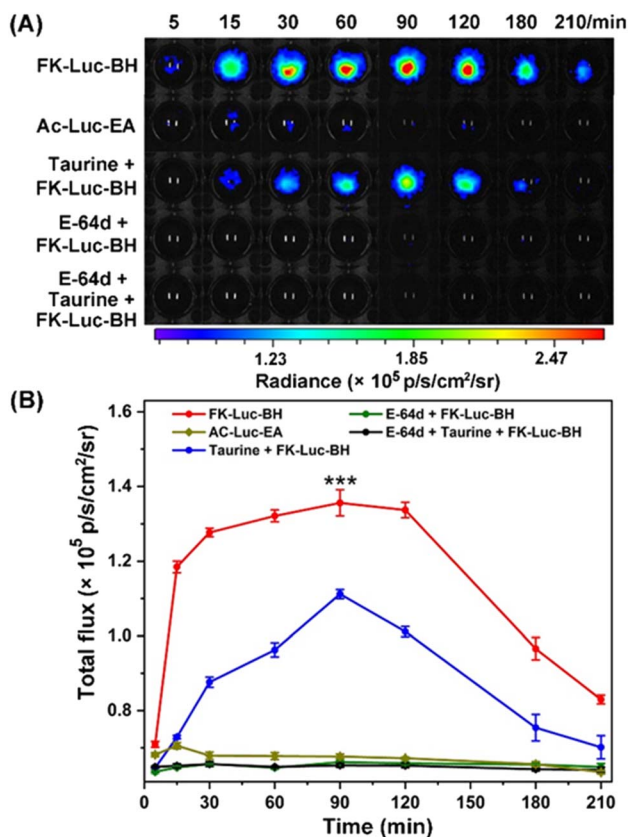 (A)
5 15 30 60 90 120 180 210/min
FK-Luc-BH
Ac-Luc-EA
Taurine +
FK-Luc-BH
E-64d +
FK-Luc-BH
E-64d +
Taurine +
FK-Luc-BH
1.23 1.85 2.47
Radiance (× 10⁵ p/s/cm²/sr)
(B)
FK-Luc-BH E-64d + FK-Luc-BH
AC-Luc-EA E-64d + Taurine + FK-Luc-BH
Taurine + FK-Luc-BH
***
Total flux (× 10⁵ p/s/cm²/sr)
1.6
1.4
1.2
1.0
0.8
0 30 60 90 120 150 180 210
Time (min)